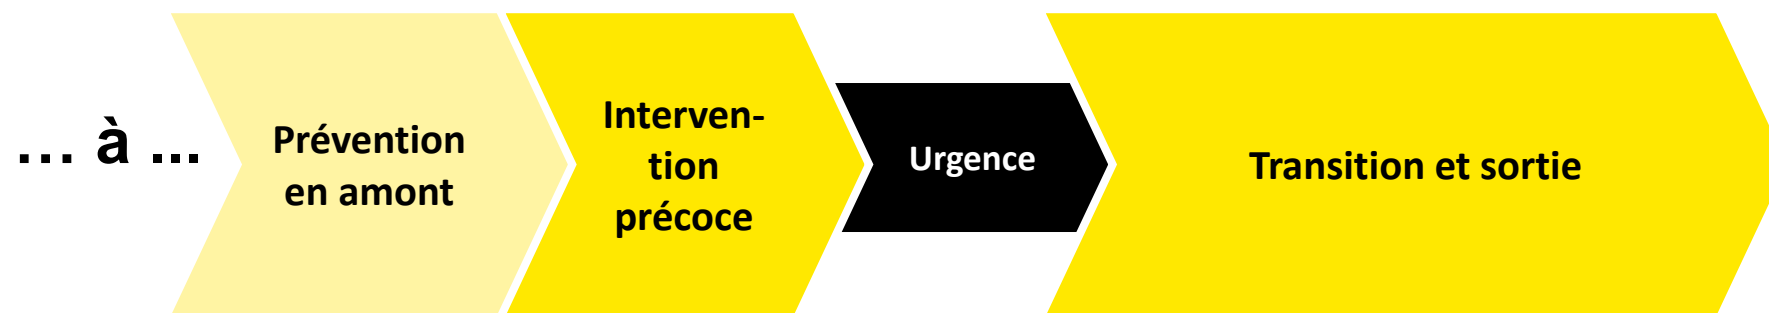 … à ...
Prévention
en amont
Interven-
tion
précoce
Urgence
Transition et sortie